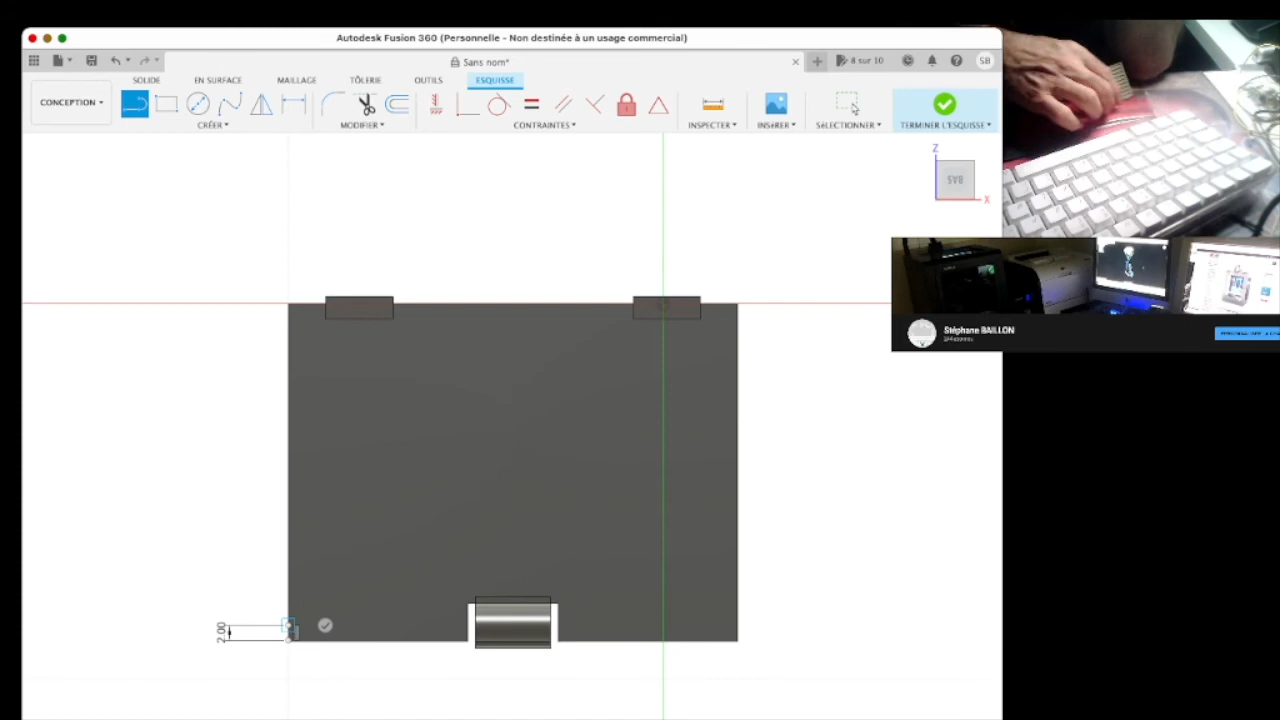 Autodesk Fusion 360 (Personnelle - Non destinée à un usage commercial)
Sans nom*
8 sur 10
SB
SOLIDE
EN SURFACE
MAILLAGE
TÔLERIE
OUTILS
ESQUISSE
CONCEPTION
CRÉER
MODIFIER
CONTRAINTES
INSPECTER
INSÉRER
SÉLECTIONNER
TERMINER L'ESQUISSE
Z
BAS
X
2.00
Stéphane BAILLON